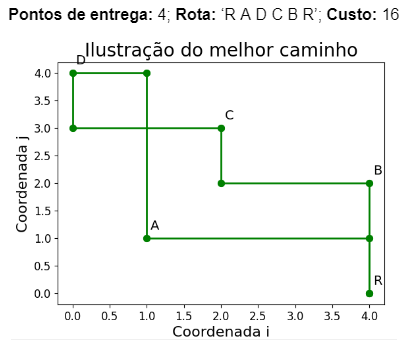 Pontos de entrega: 4; Rota: ‘R A D C B R’; Custo: 16
Ilustração do melhor caminho
D
4.0
3.5
C
3.0
2.5
B
2.0
1.5
A
1.0
0.5
R
0.0
Coordenada j
0.0 0.5 1.0 1.5 2.0 2.5 3.0 3.5 4.0
Coordenada i